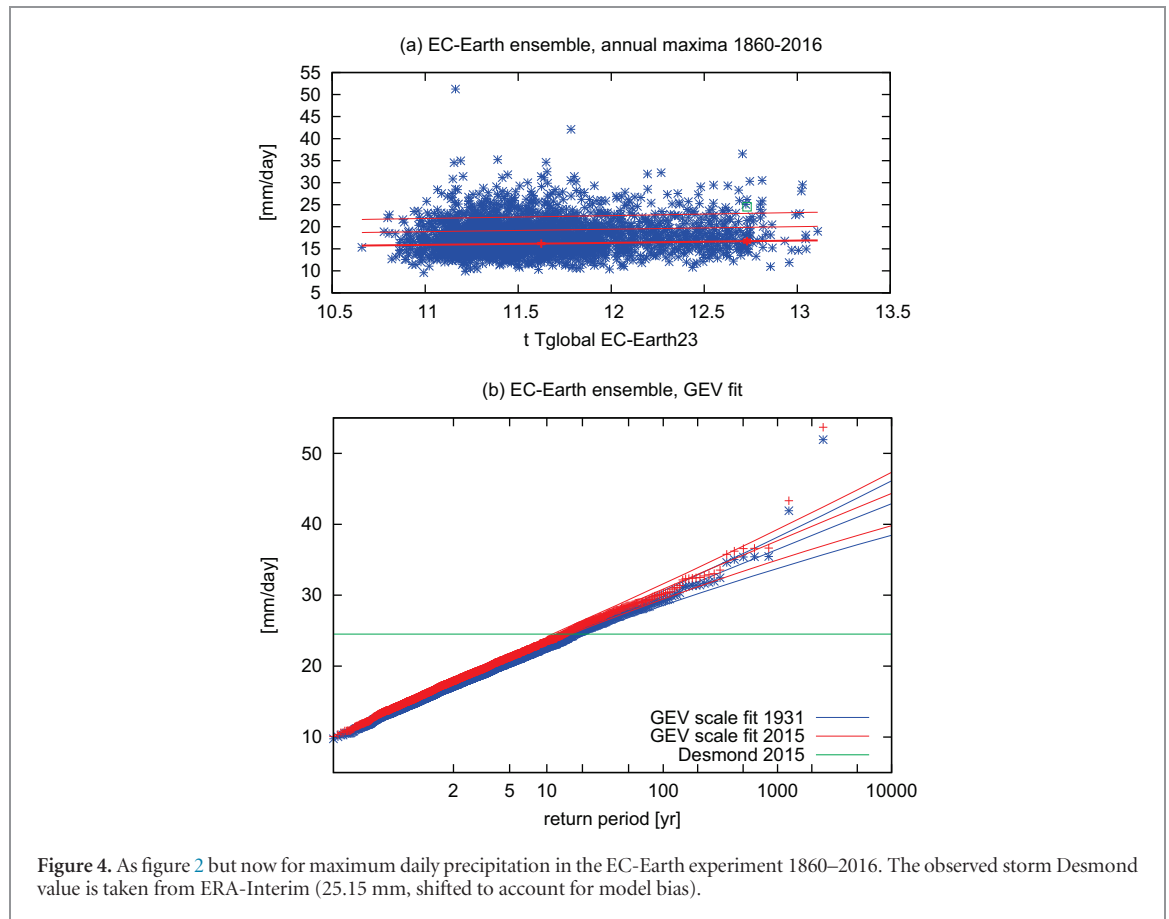 (a) EC-Earth ensemble, annual maxima 1860-2016
55
50
45
40
35
30
25
20
15
10
5
[mm/day]
10.5 11 11.5 12 12.5 13 13.5
t Tglobal EC-Earth23
(b) EC-Earth ensemble, GEV fit
50
40
30
20
10
[mm/day]
GEV scale fit 1931
GEV scale fit 2015
Desmond 2015
2 5 10 100 1000 10000
return period [yr]
Figure 4. As figure 2 but now for maximum daily precipitation in the EC-Earth experiment 1860–2016. The observed storm Desmond
value is taken from ERA-Interim (25.15 mm, shifted to account for model bias).